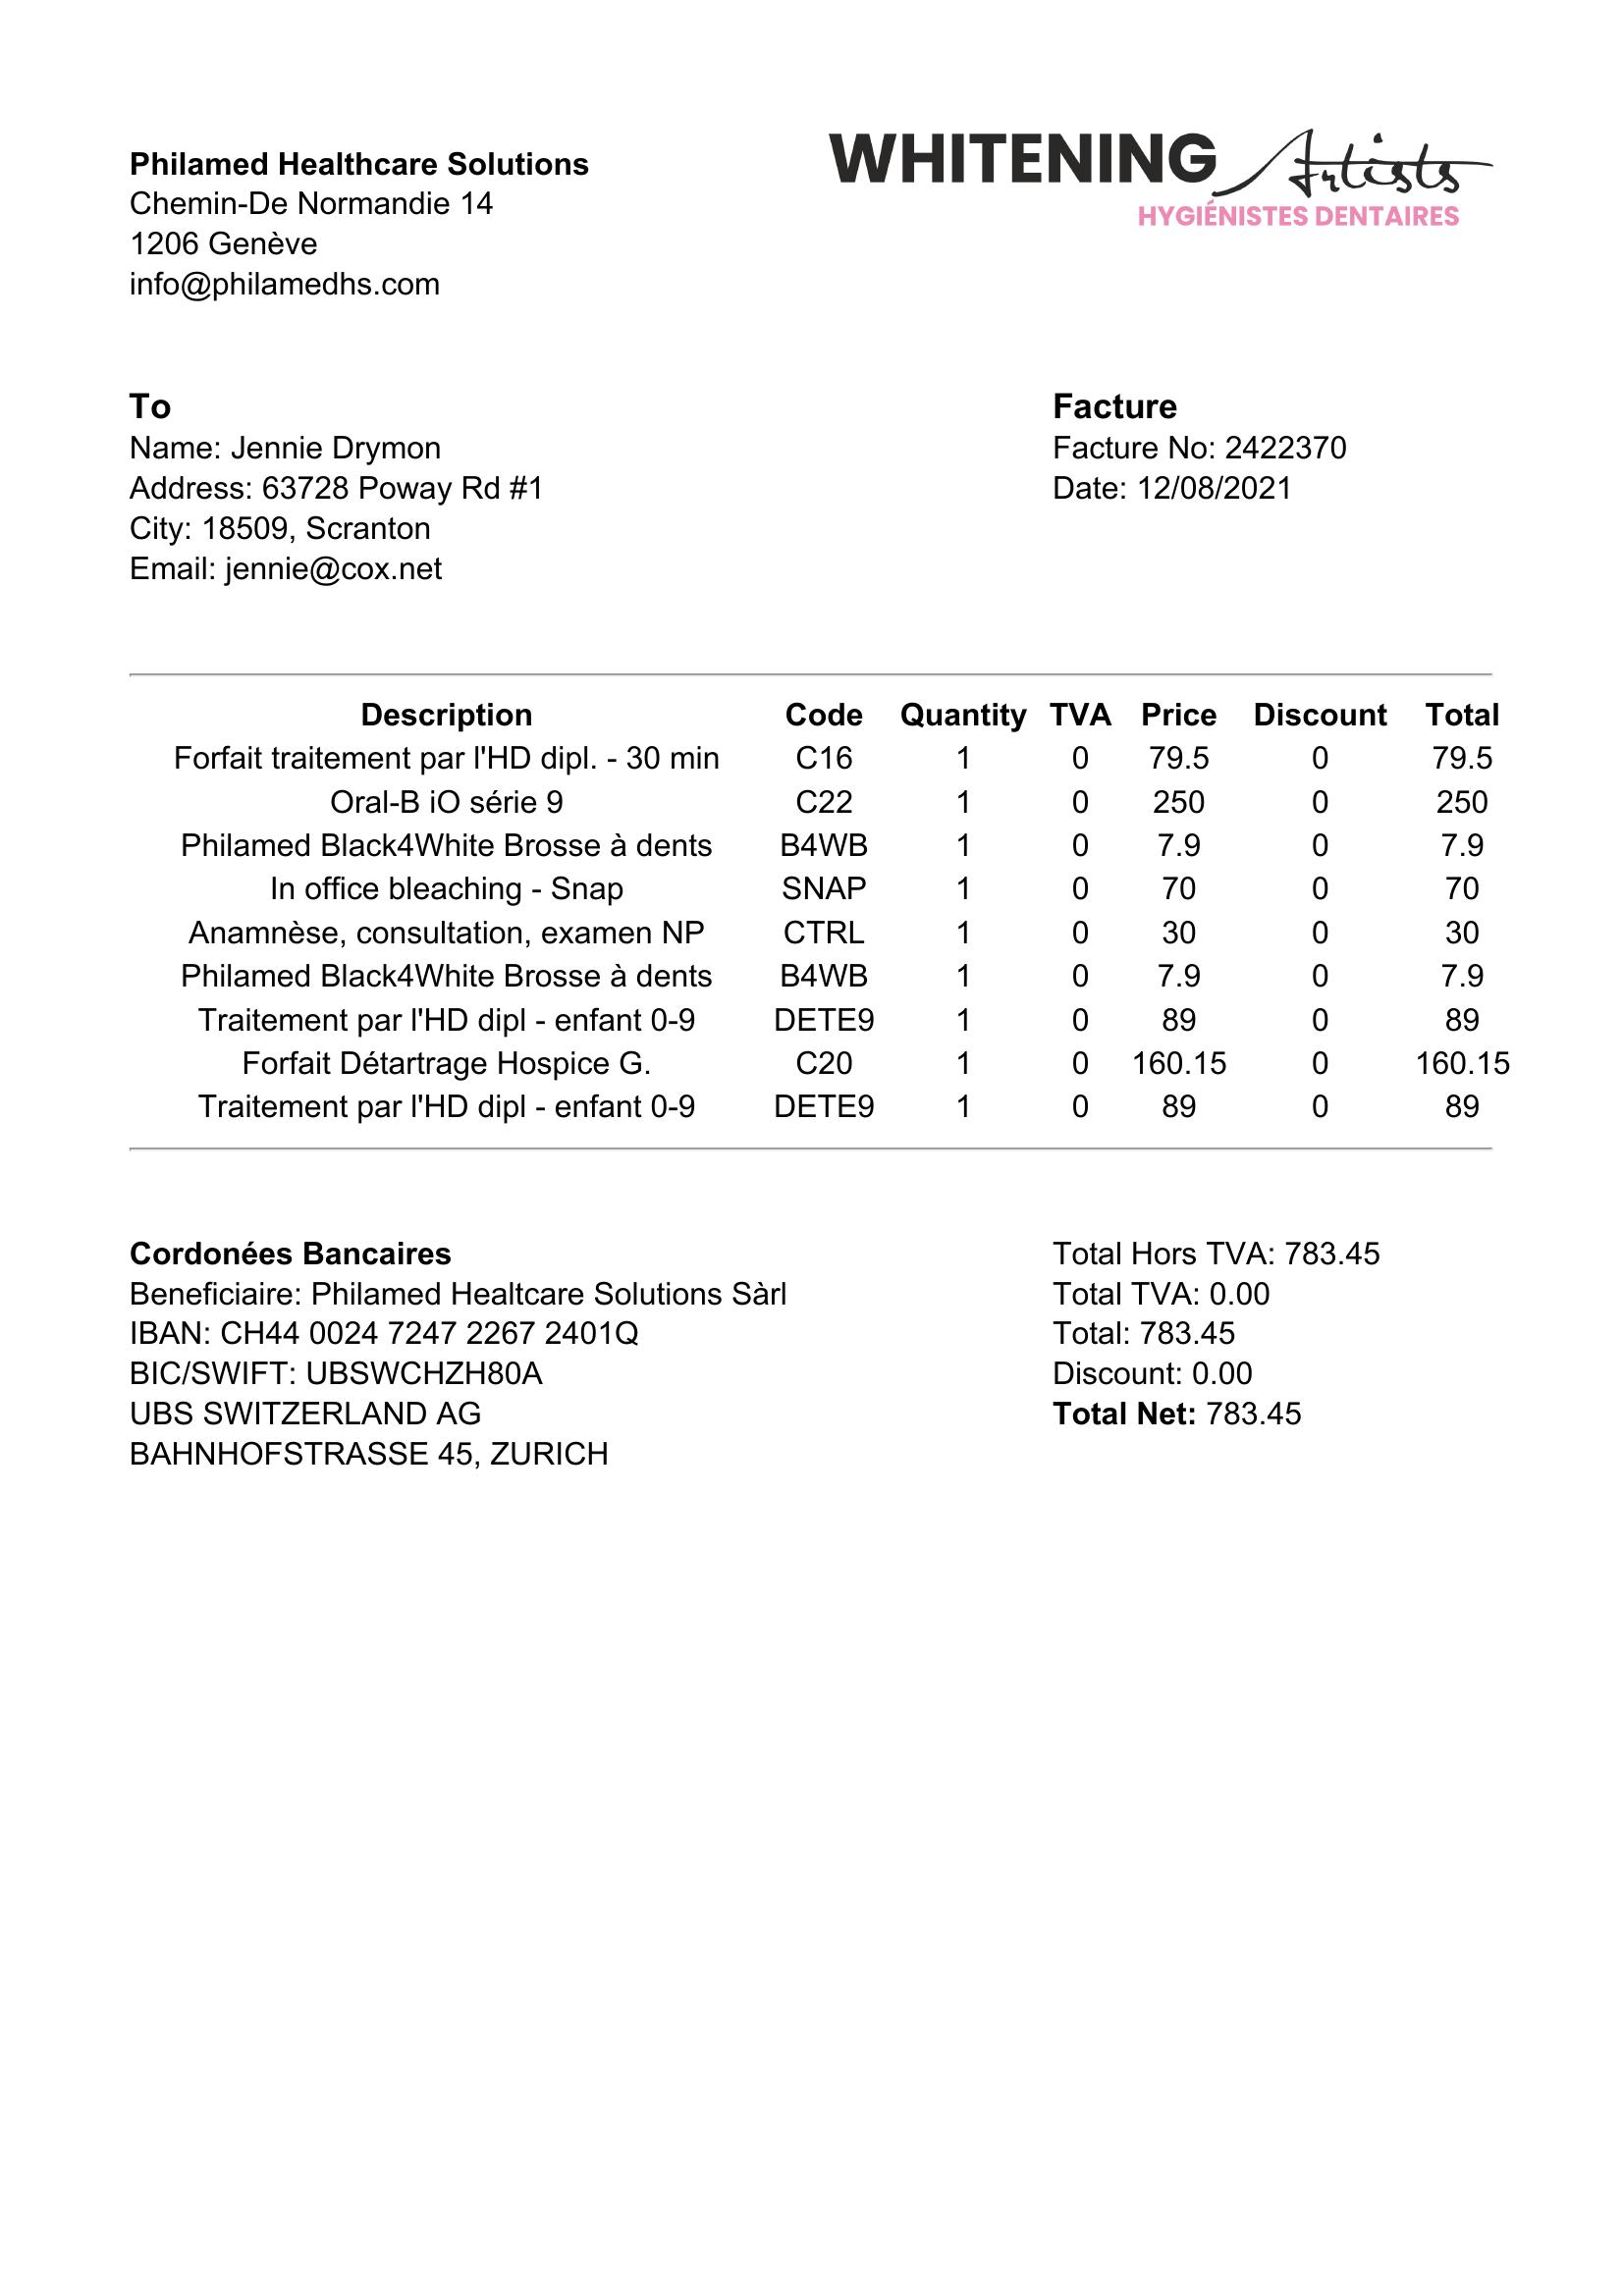 Philamed Healthcare Solutions
Chemin-De Normandie 14
1206 Genève
info@philamedhs.com
WHITENING Artists
HYGIÉNISTES DENTAIRES
To
Name: Jennie Drymon
Address: 63728 Poway Rd #1
City: 18509, Scranton
Email: jennie@cox.net
Facture
Facture No: 2422370
Date: 12/08/2021
Description Code Quantity TVA Price Discount Total
Forfait traitement par l'HD dipl. - 30 min C16 1 0 79.5 0 79.5
Oral-B iO série 9 C22 1 0 250 0 250
Philamed Black4White Brosse à dents B4WB 1 0 7.9 0 7.9
In office bleaching - Snap SNAP 1 0 70 0 70
Anamnèse, consultation, examen NP CTRL 1 0 30 0 30
Philamed Black4White Brosse à dents B4WB 1 0 7.9 0 7.9
Traitement par l'HD dipl - enfant 0-9 DETE9 1 0 89 0 89
Forfait Détartrage Hospice G. C20 1 0 160.15 0 160.15
Traitement par l'HD dipl - enfant 0-9 DETE9 1 0 89 0 89
Cordonées Bancaires
Beneficiaire: Philamed Healtcare Solutions Sàrl
IBAN: CH44 0024 7247 2267 2401Q
BIC/SWIFT: UBSWCHZH80A
UBS SWITZERLAND AG
BAHNHOFSTRASSE 45, ZURICH
Total Hors TVA: 783.45
Total TVA: 0.00
Total: 783.45
Discount: 0.00
Total Net: 783.45